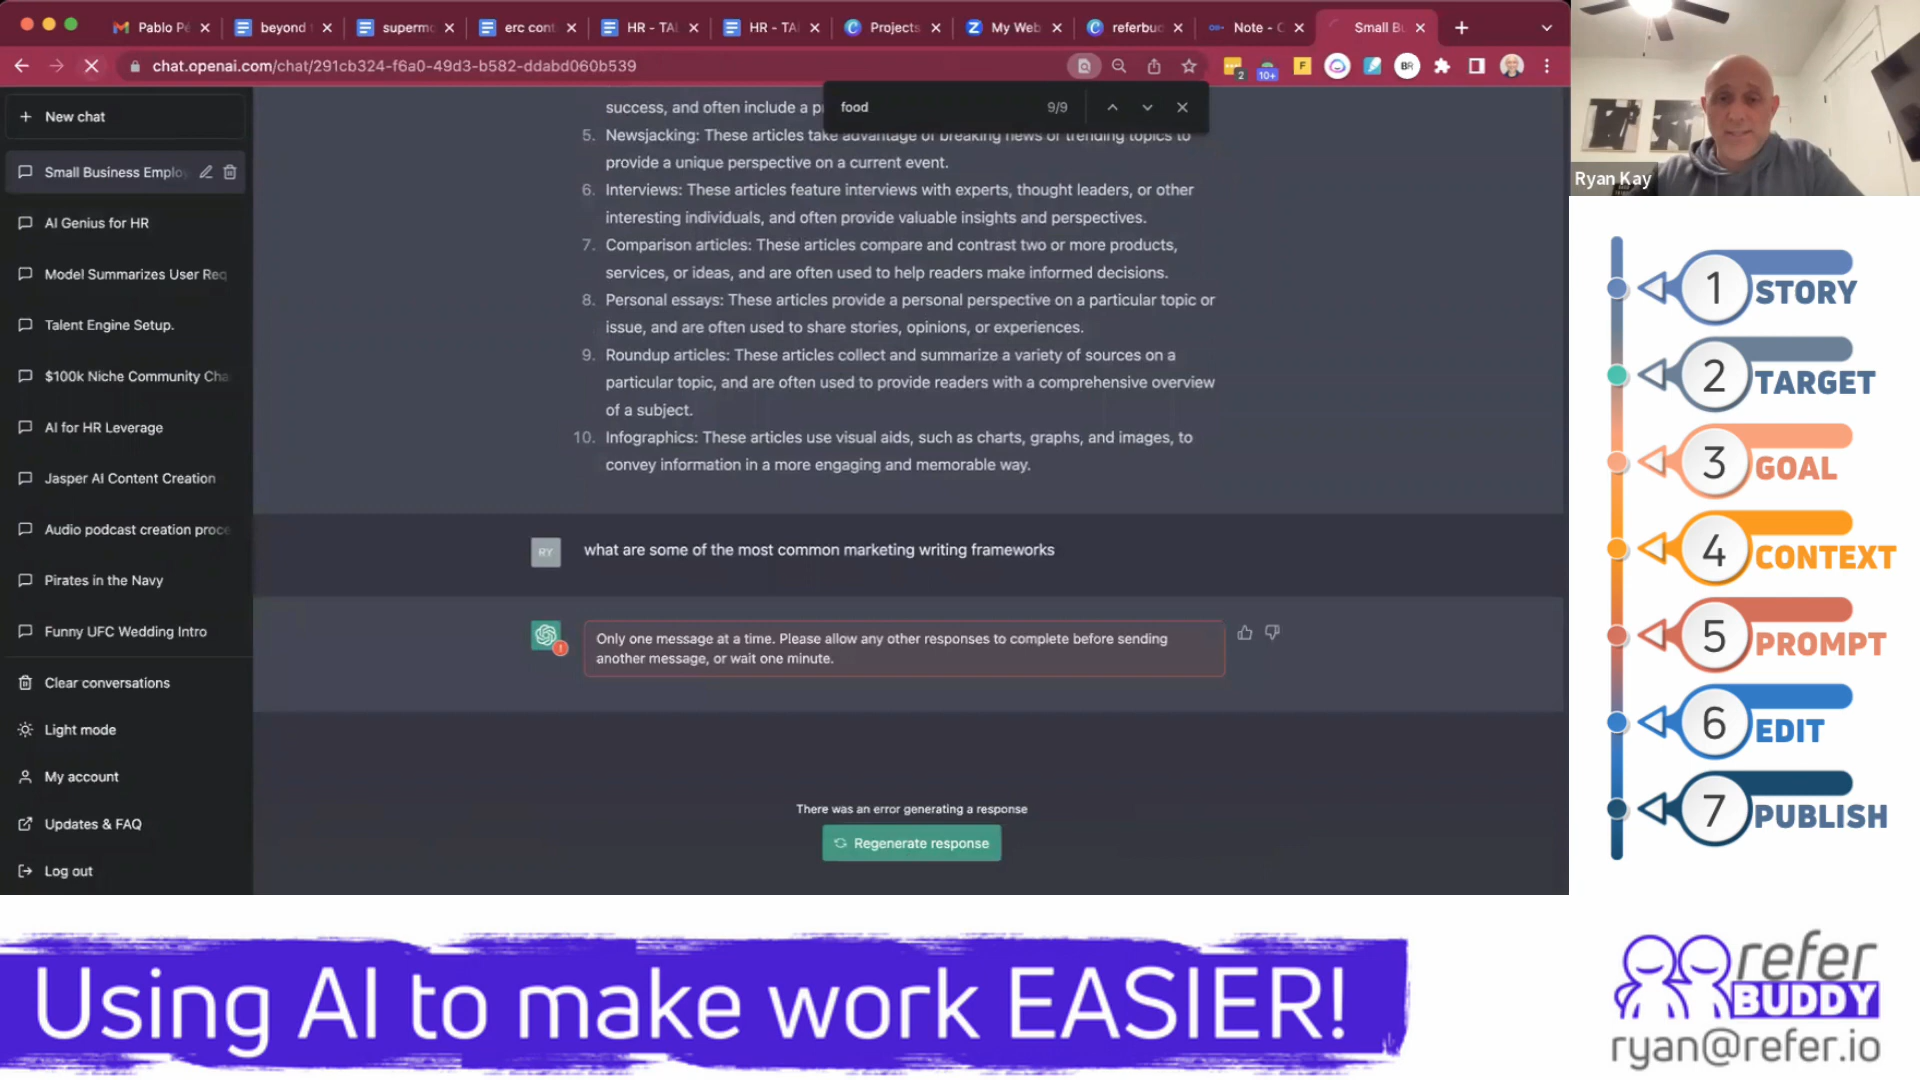 Pablo Pé
beyond
supermo
erc cont
HR - TAL
HR - TAL
Projects
My Web
referbud
Note - C
Small Bu
chat.openai.com/chat/291cb324-f6a0-49d3-b582-ddabd060b539
2
10+
F
BR
food
9/9
New chat
Small Business Emplo
AI Genius for HR
Model Summarizes User Req
Talent Engine Setup.
$100k Niche Community Cha
AI for HR Leverage
Jasper AI Content Creation
Audio podcast creation proce
Pirates in the Navy
Funny UFC Wedding Intro
Clear conversations
Light mode
My account
Updates & FAQ
Log out
success, and often include a p
5. Newsjacking: These articles take advantage of breaking news or trending topics to
provide a unique perspective on a current event.
6. Interviews: These articles feature interviews with experts, thought leaders, or other
interesting individuals, and often provide valuable insights and perspectives.
7. Comparison articles: These articles compare and contrast two or more products,
services, or ideas, and are often used to help readers make informed decisions.
8. Personal essays: These articles provide a personal perspective on a particular topic or
issue, and are often used to share stories, opinions, or experiences.
9. Roundup articles: These articles collect and summarize a variety of sources on a
particular topic, and are often used to provide readers with a comprehensive overview
of a subject.
10. Infographics: These articles use visual aids, such as charts, graphs, and images, to
convey information in a more engaging and memorable way.
RY
what are some of the most common marketing writing frameworks
Only one message at a time. Please allow any other responses to complete before sending
another message, or wait one minute.
There was an error generating a response
Regenerate response
Ryan Kay
1 STORY
2 TARGET
3 GOAL
4 CONTEXT
5 PROMPT
6 EDIT
7 PUBLISH
Using AI to make work EASIER!
refer
BUDDY
ryan@refer.io